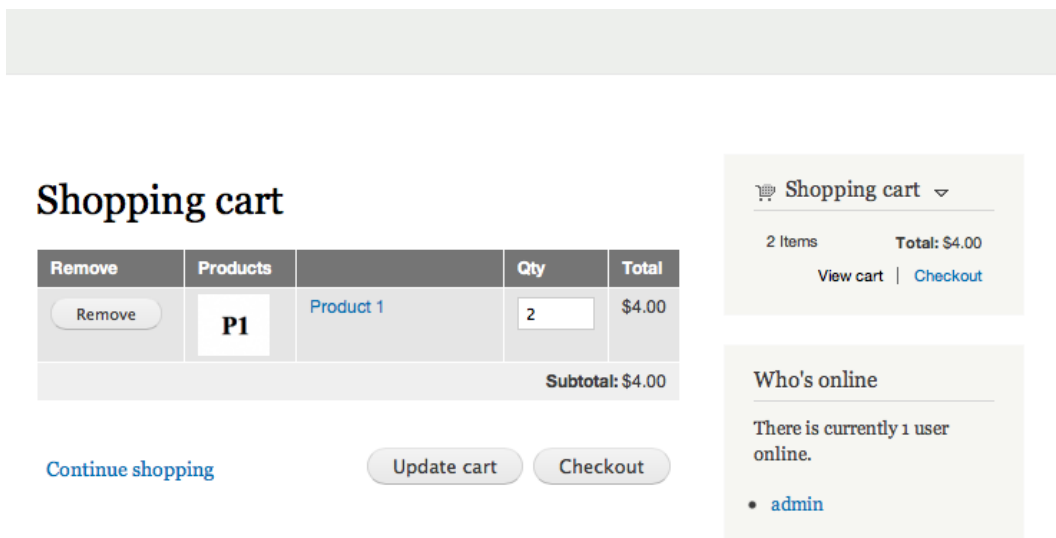 Shopping cart
Remove Products Qty Total
Remove P1 Product 1 2 $4.00
Subtotal: $4.00
Continue shopping Update cart Checkout
Shopping cart
2 Items Total: $4.00
View cart | Checkout
Who's online
There is currently 1 user
online.
• admin